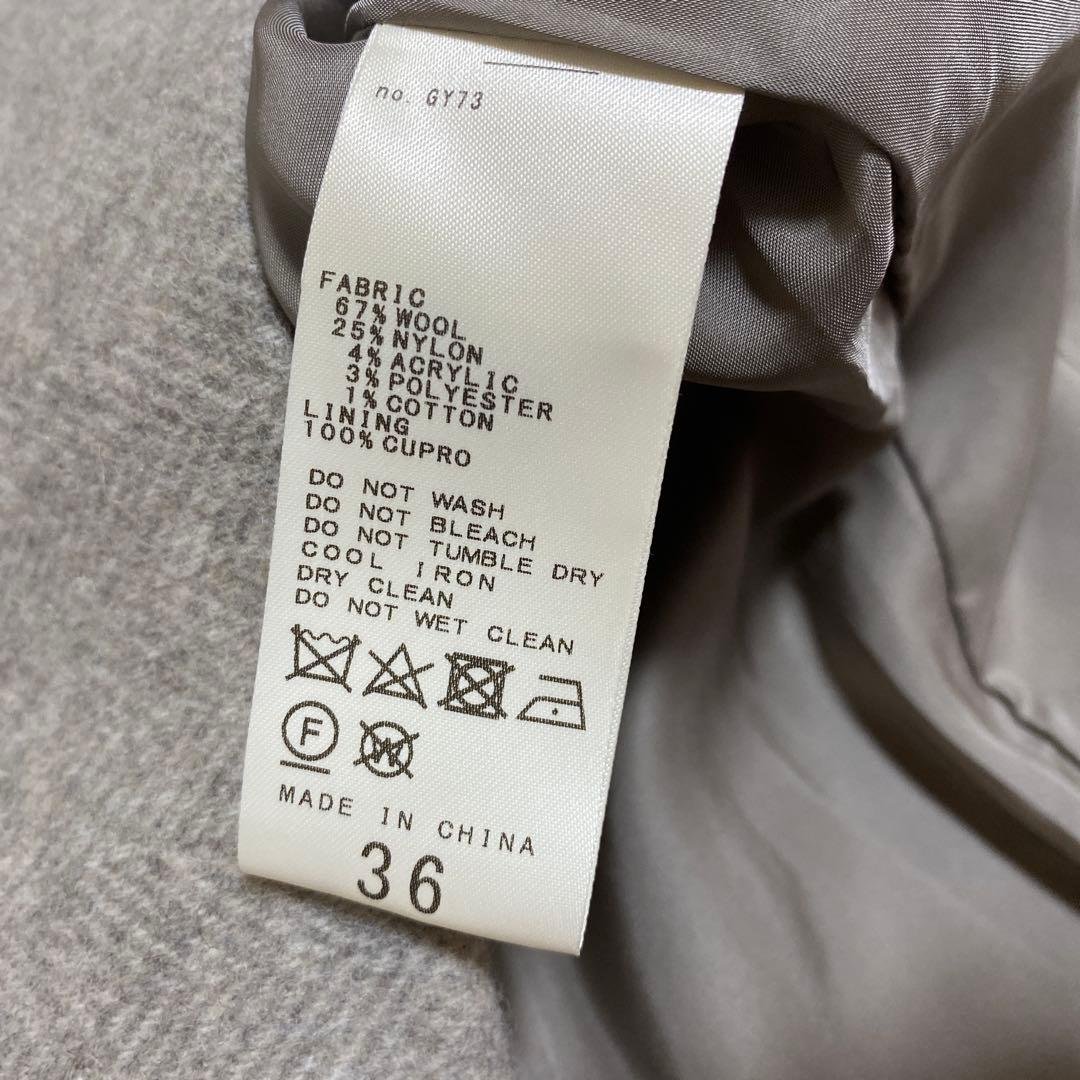 no. GY73
FABRIC
67% WOOL
25% NYLON
4% ACRYLIC
3% POLYESTER
1% COTTON
LINING
100% CUPRO
DO NOT WASH
DO NOT BLEACH
DO NOT TUMBLE DRY
COOL IRON
DRY CLEAN
DO NOT WET CLEAN
F W
MADE IN CHINA
36